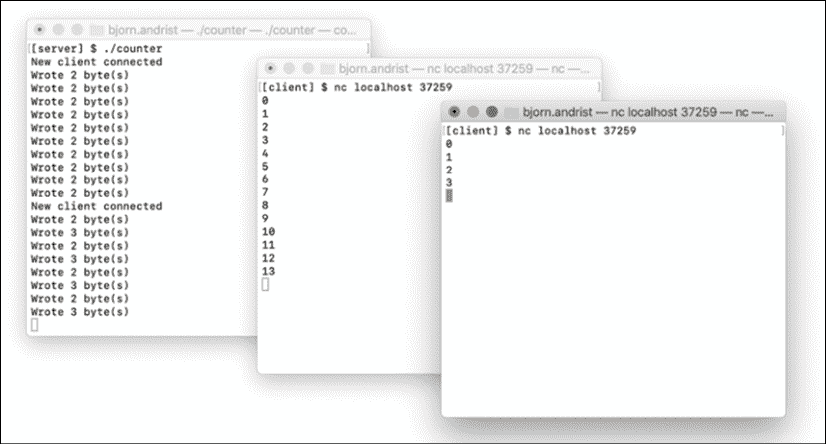 bjorn.andrist — ./counter — ./counter — co...
[server] $ ./counter
New client connected
Wrote 2 byte(s)
Wrote 2 byte(s)
Wrote 2 byte(s)
Wrote 2 byte(s)
Wrote 2 byte(s)
Wrote 2 byte(s)
Wrote 2 byte(s)
Wrote 2 byte(s)
Wrote 2 byte(s)
Wrote 2 byte(s)
New client connected
Wrote 2 byte(s)
Wrote 3 byte(s)
Wrote 2 byte(s)
Wrote 3 byte(s)
Wrote 2 byte(s)
Wrote 3 byte(s)
Wrote 2 byte(s)
Wrote 3 byte(s)
bjorn.andrist — nc localhost 37259 — nc —...
[client] $ nc localhost 37259
0
1
2
3
4
5
6
7
8
9
10
11
12
13
bjorn.andrist — nc localhost 37259 — nc —...
[client] $ nc localhost 37259
0
1
2
3